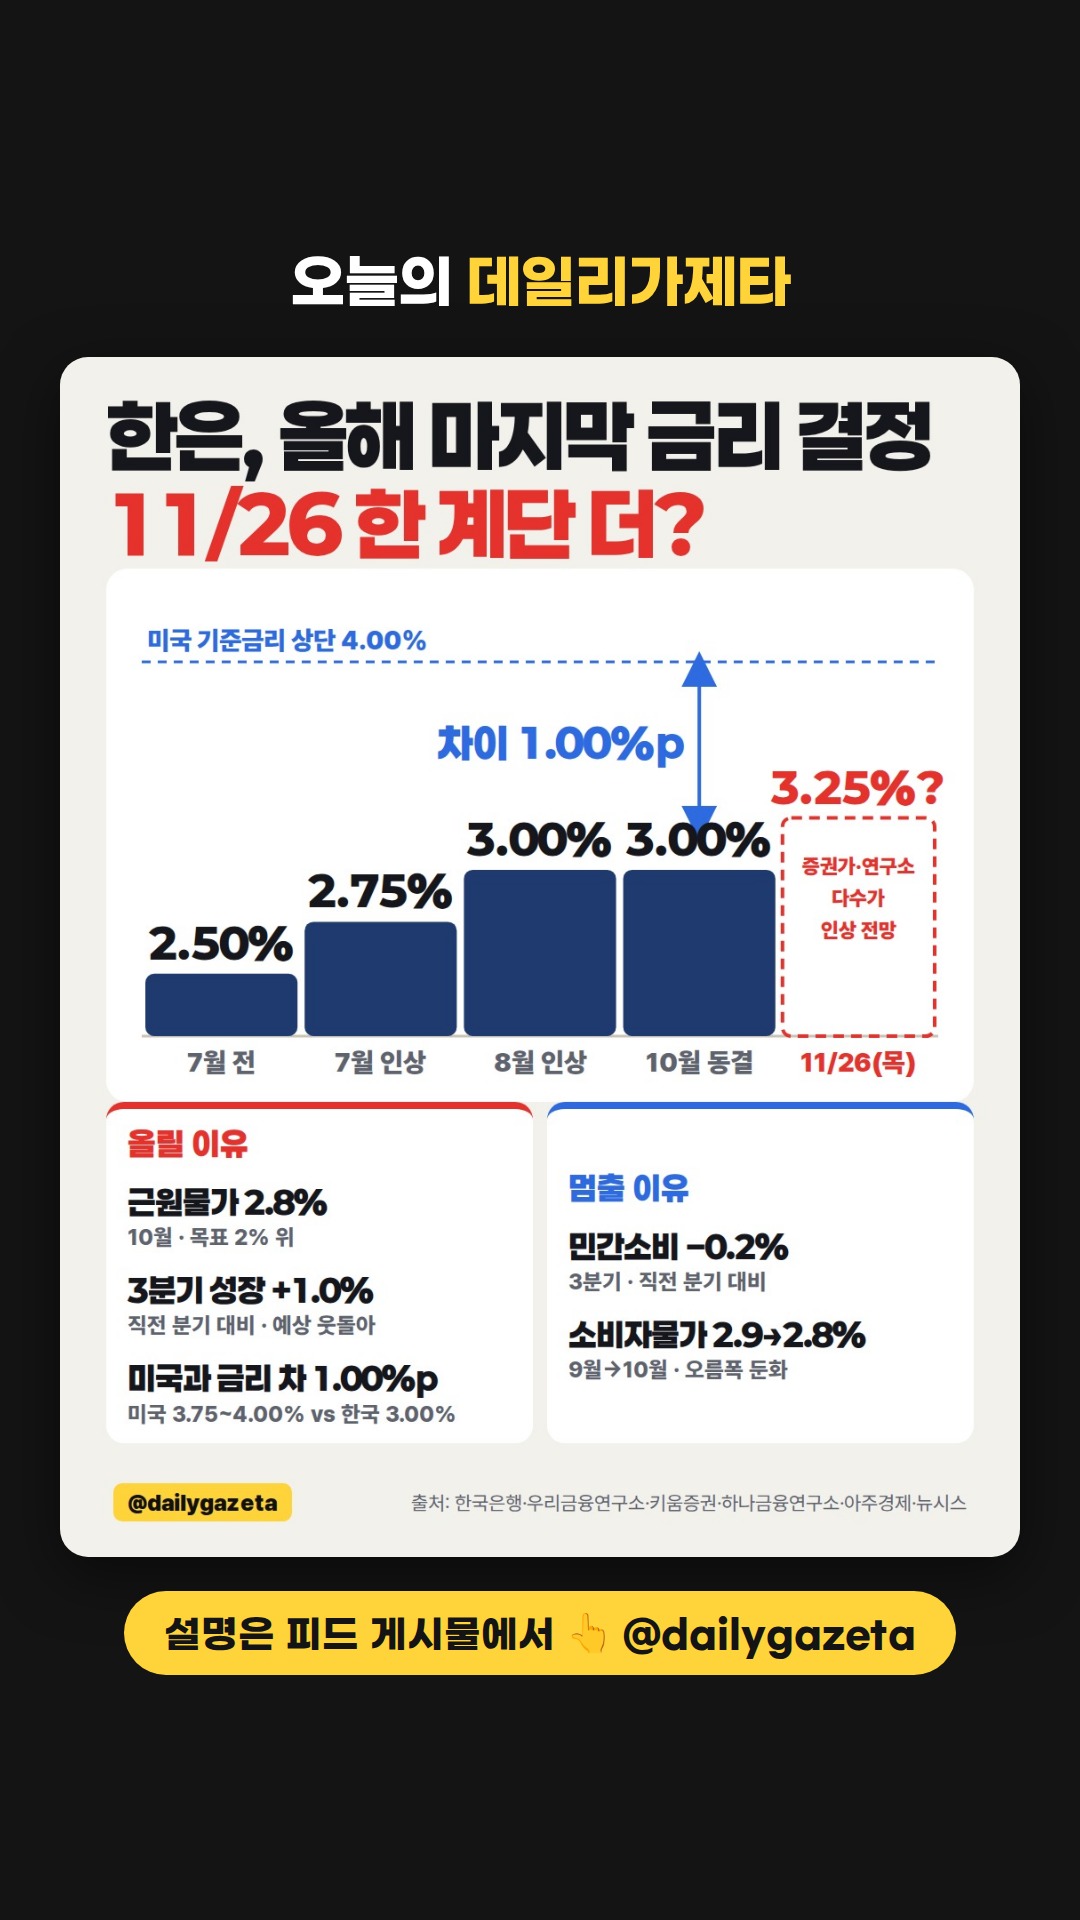 오늘의 데일리가제타
한은, 올해 마지막 금리 결정
11/26 한 계단 더?
미국 기준금리 상단 4.00%
차이 1.00%p
3.25%?
3.00% 3.00%
2.75%
2.50%
증권가·연구소
다수가
인상 전망
7월 전 7월 인상 8월 인상 10월 동결 11/26(목)
올릴 이유
근원물가 2.8%
10월 · 목표 2% 위
3분기 성장 +1.0%
직전 분기 대비 · 예상 웃돌아
미국과 금리 차 1.00%p
미국 3.75~4.00% vs 한국 3.00%
멈출 이유
민간소비 −0.2%
3분기 · 직전 분기 대비
소비자물가 2.9→2.8%
9월→10월 · 오름폭 둔화
@dailygazeta
출처: 한국은행·우리금융연구소·키움증권·하나금융연구소·아주경제·뉴시스
설명은 피드 게시물에서 👆 @dailygazeta